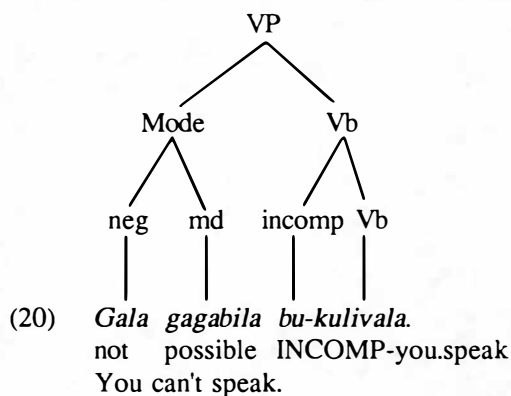 VP
Mode Vb
neg md incomp Vb
(20) Gala gagabila bu-kulivala.
not possible INCOMP-you.speak
You can't speak.